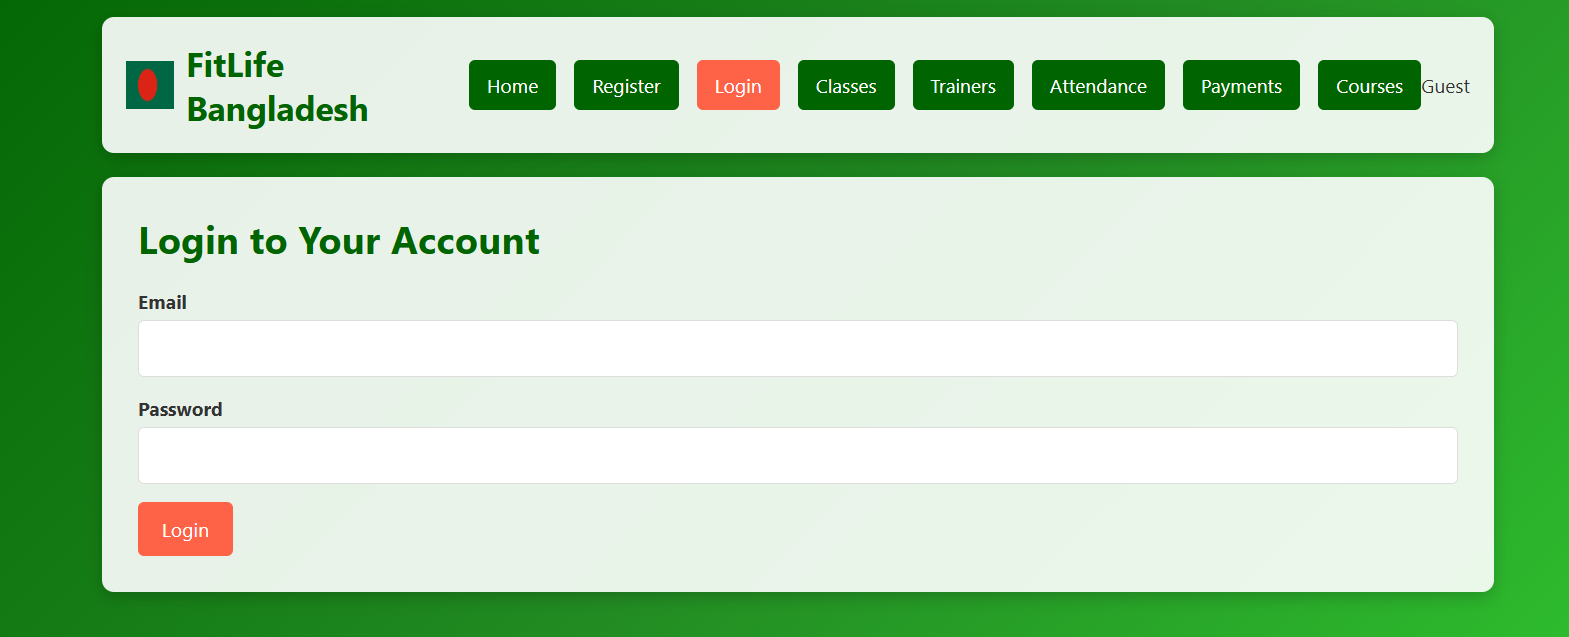 FitLife
Bangladesh
Home Register Login Classes Trainers Attendance Payments Courses Guest
Login to Your Account
Email
Password
Login